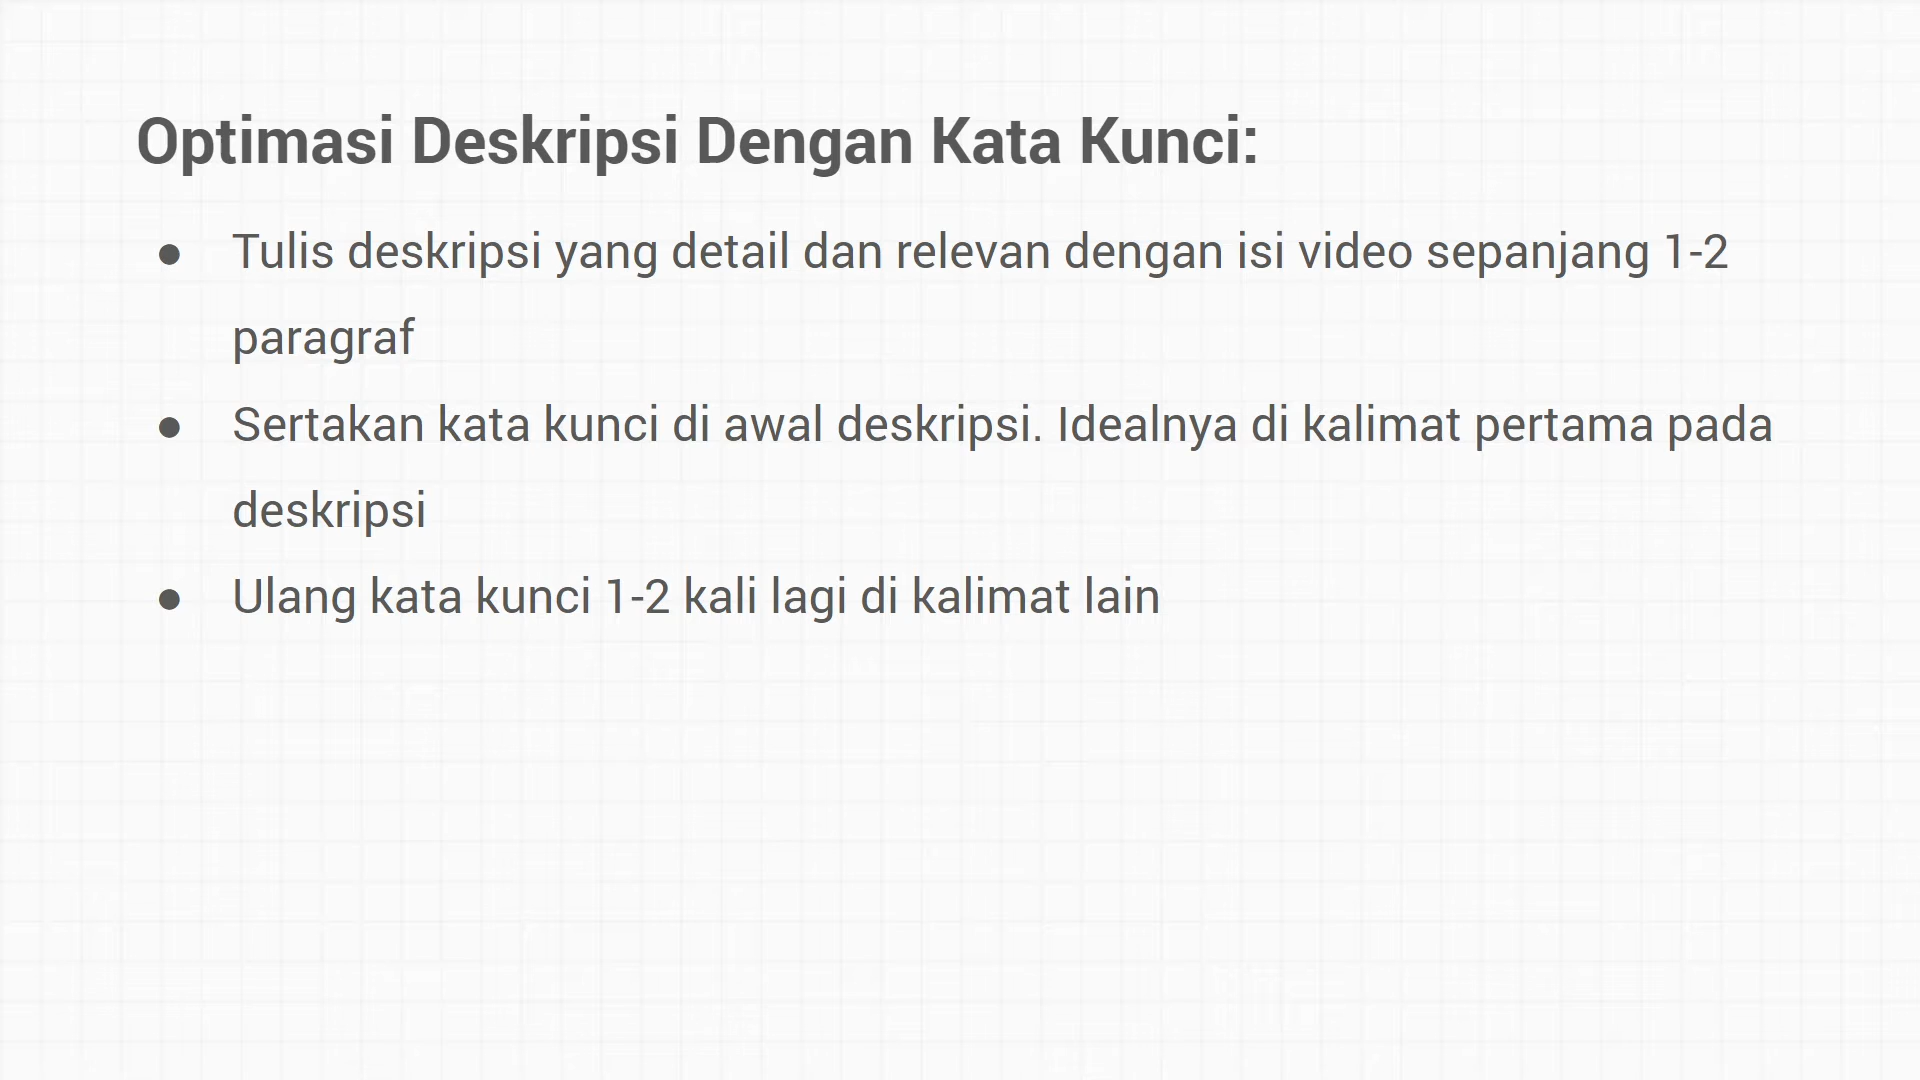 Optimasi Deskripsi Dengan Kata Kunci:
● Tulis deskripsi yang detail dan relevan dengan isi video sepanjang 1-2
paragraf
● Sertakan kata kunci di awal deskripsi. Idealnya di kalimat pertama pada
deskripsi
● Ulang kata kunci 1-2 kali lagi di kalimat lain